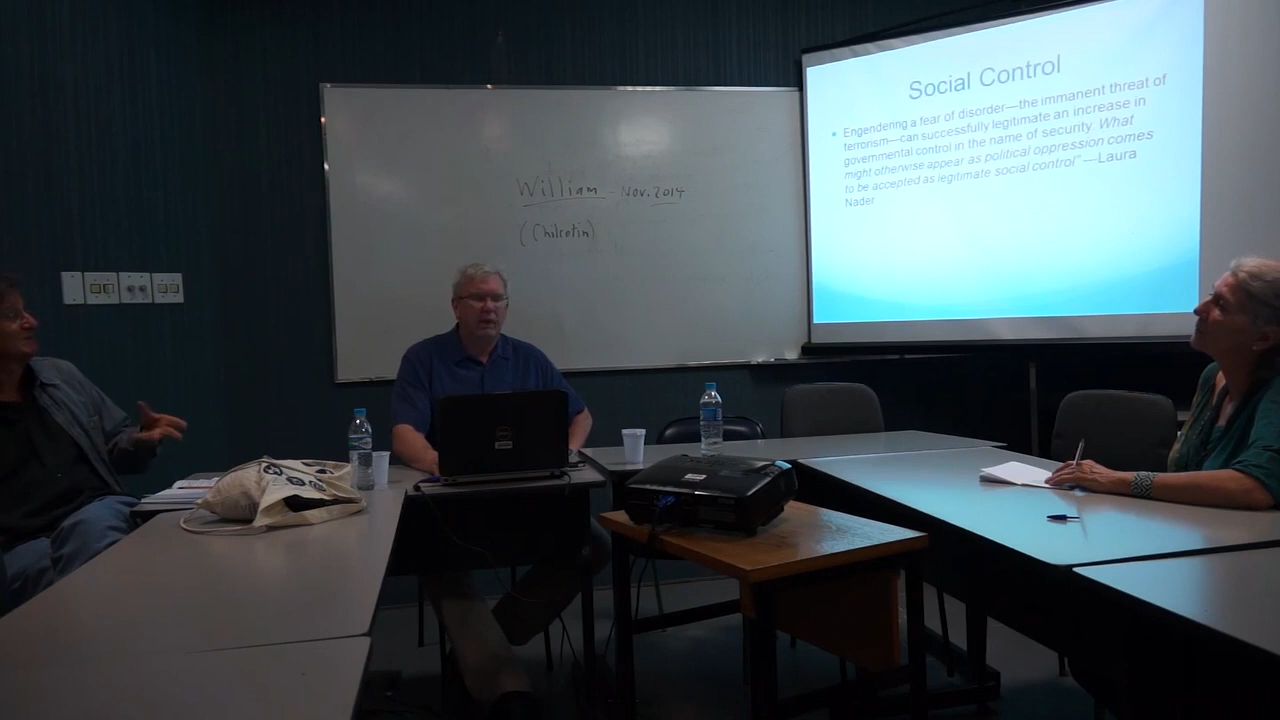 William - Nov. 2014
(Chilcotin)
Social Control
• Engendering a fear of disorder—the immanent threat of
terrorism—can successfully legitimate an increase in
governmental control in the name of security. What
might otherwise appear as political oppression comes
to be accepted as legitimate social control" —Laura
Nader